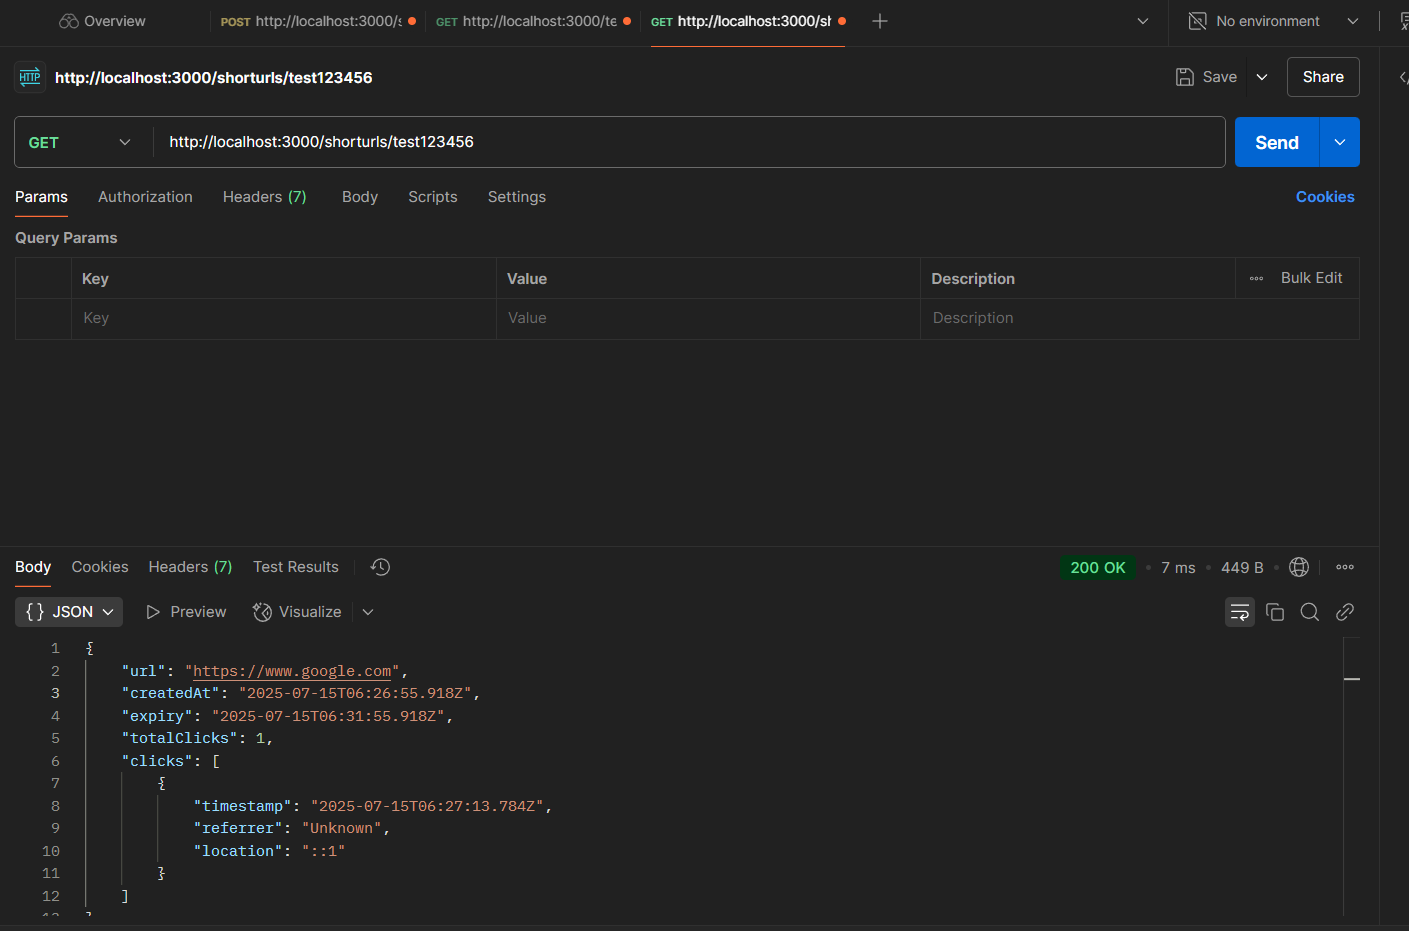 Overview
POST http://localhost:3000/s
GET http://localhost:3000/te
GET http://localhost:3000/sh
No environment
HTTP http://localhost:3000/shorturls/test123456
Save
Share
GET
http://localhost:3000/shorturls/test123456
Send
Params
Authorization
Headers (7)
Body
Scripts
Settings
Cookies
Query Params
Key
Value
Description
Bulk Edit
Key
Value
Description
Body
Cookies
Headers (7)
Test Results
200 OK
7 ms
449 B
{} JSON
Preview
Visualize
1 {
2 "url": "https://www.google.com",
3 "createdAt": "2025-07-15T06:26:55.918Z",
4 "expiry": "2025-07-15T06:31:55.918Z",
5 "totalClicks": 1,
6 "clicks": [
7 {
8 "timestamp": "2025-07-15T06:27:13.784Z",
9 "referrer": "Unknown",
10 "location": "::1"
11 }
12 ]